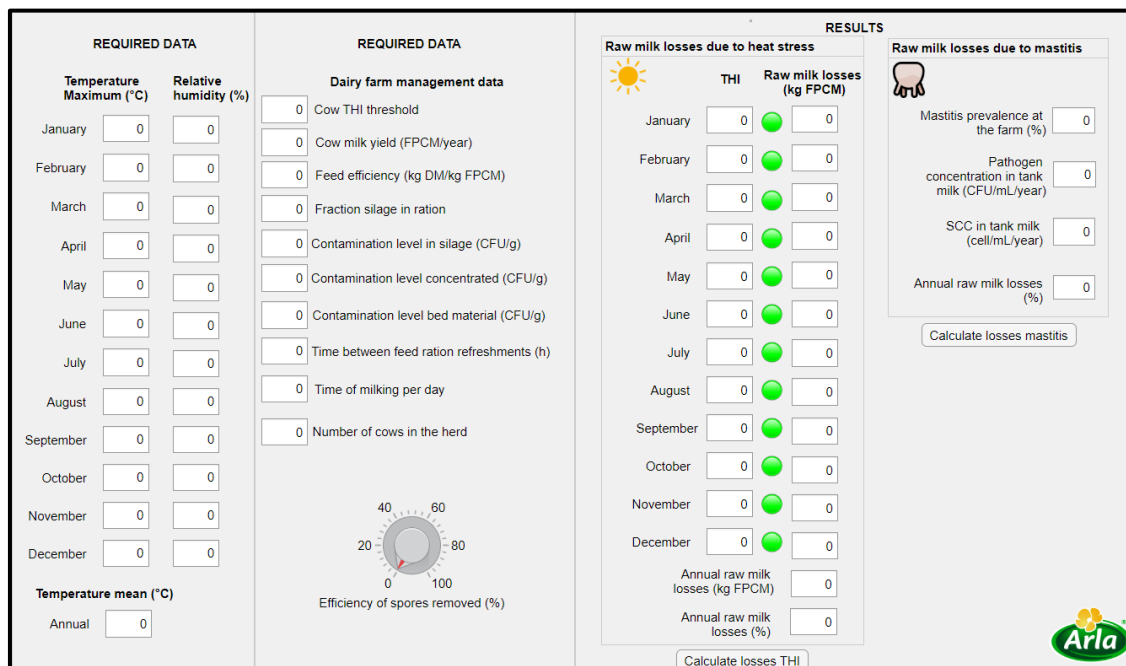 REQUIRED DATA
Temperature Maximum (°C)
Relative humidity (%)
January 0 0
February 0 0
March 0 0
April 0 0
May 0 0
June 0 0
July 0 0
August 0 0
September 0 0
October 0 0
November 0 0
December 0 0
Temperature mean (°C)
Annual 0
REQUIRED DATA
Dairy farm management data
0 Cow THI threshold
0 Cow milk yield (FPCM/year)
0 Feed efficiency (kg DM/kg FPCM)
0 Fraction silage in ration
0 Contamination level in silage (CFU/g)
0 Contamination level concentrated (CFU/g)
0 Contamination level bed material (CFU/g)
0 Time between feed ration refreshments (h)
0 Time of milking per day
0 Number of cows in the herd
40 60
20 80
0 100
Efficiency of spores removed (%)
RESULTS
Raw milk losses due to heat stress
THI
Raw milk losses
(kg FPCM)
January 0 0
February 0 0
March 0 0
April 0 0
May 0 0
June 0 0
July 0 0
August 0 0
September 0 0
October 0 0
November 0 0
December 0 0
Annual raw milk
losses (kg FPCM) 0
Annual raw milk
losses (%) 0
Calculate losses THI
Raw milk losses due to mastitis
Mastitis prevalence at
the farm (%) 0
Pathogen
concentration in tank
milk (CFU/mL/year) 0
SCC in tank milk
(cell/mL/year) 0
Annual raw milk losses
(%) 0
Calculate losses mastitis
Arla®